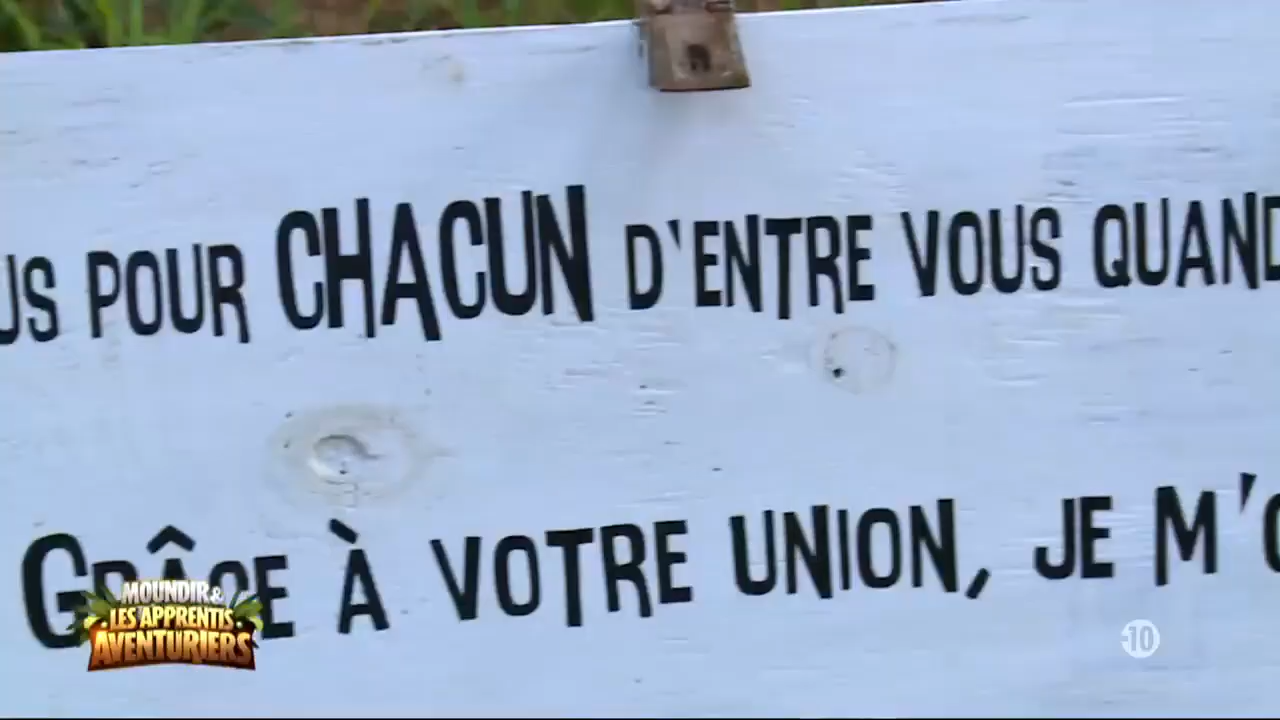 US POUR CHACUN D'ENTRE VOUS QUAND
GRÂCE À VOTRE UNION, JE M'
MOUNDIR &
LES APPRENTIS
AVENTURIERS
-10